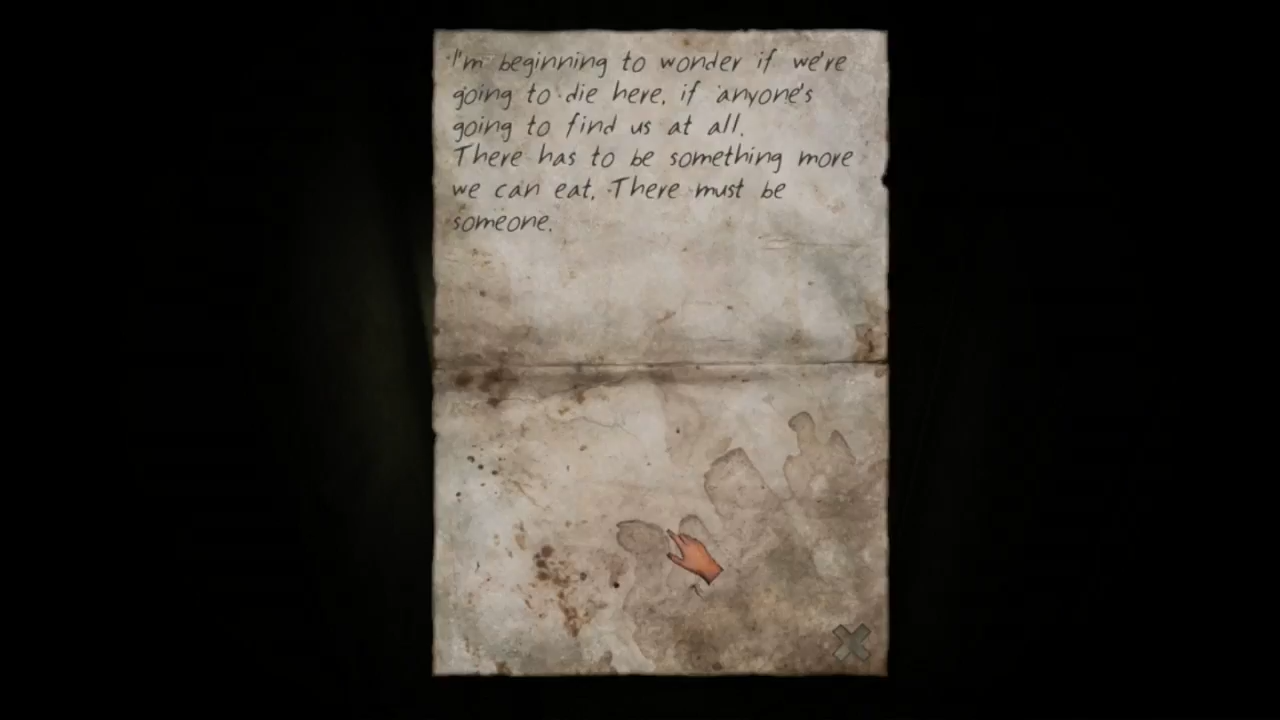 I'm beginning to wonder if we're
going to die here, if anyone's
going to find us at all.
There has to be something more
we can eat. There must be
someone.